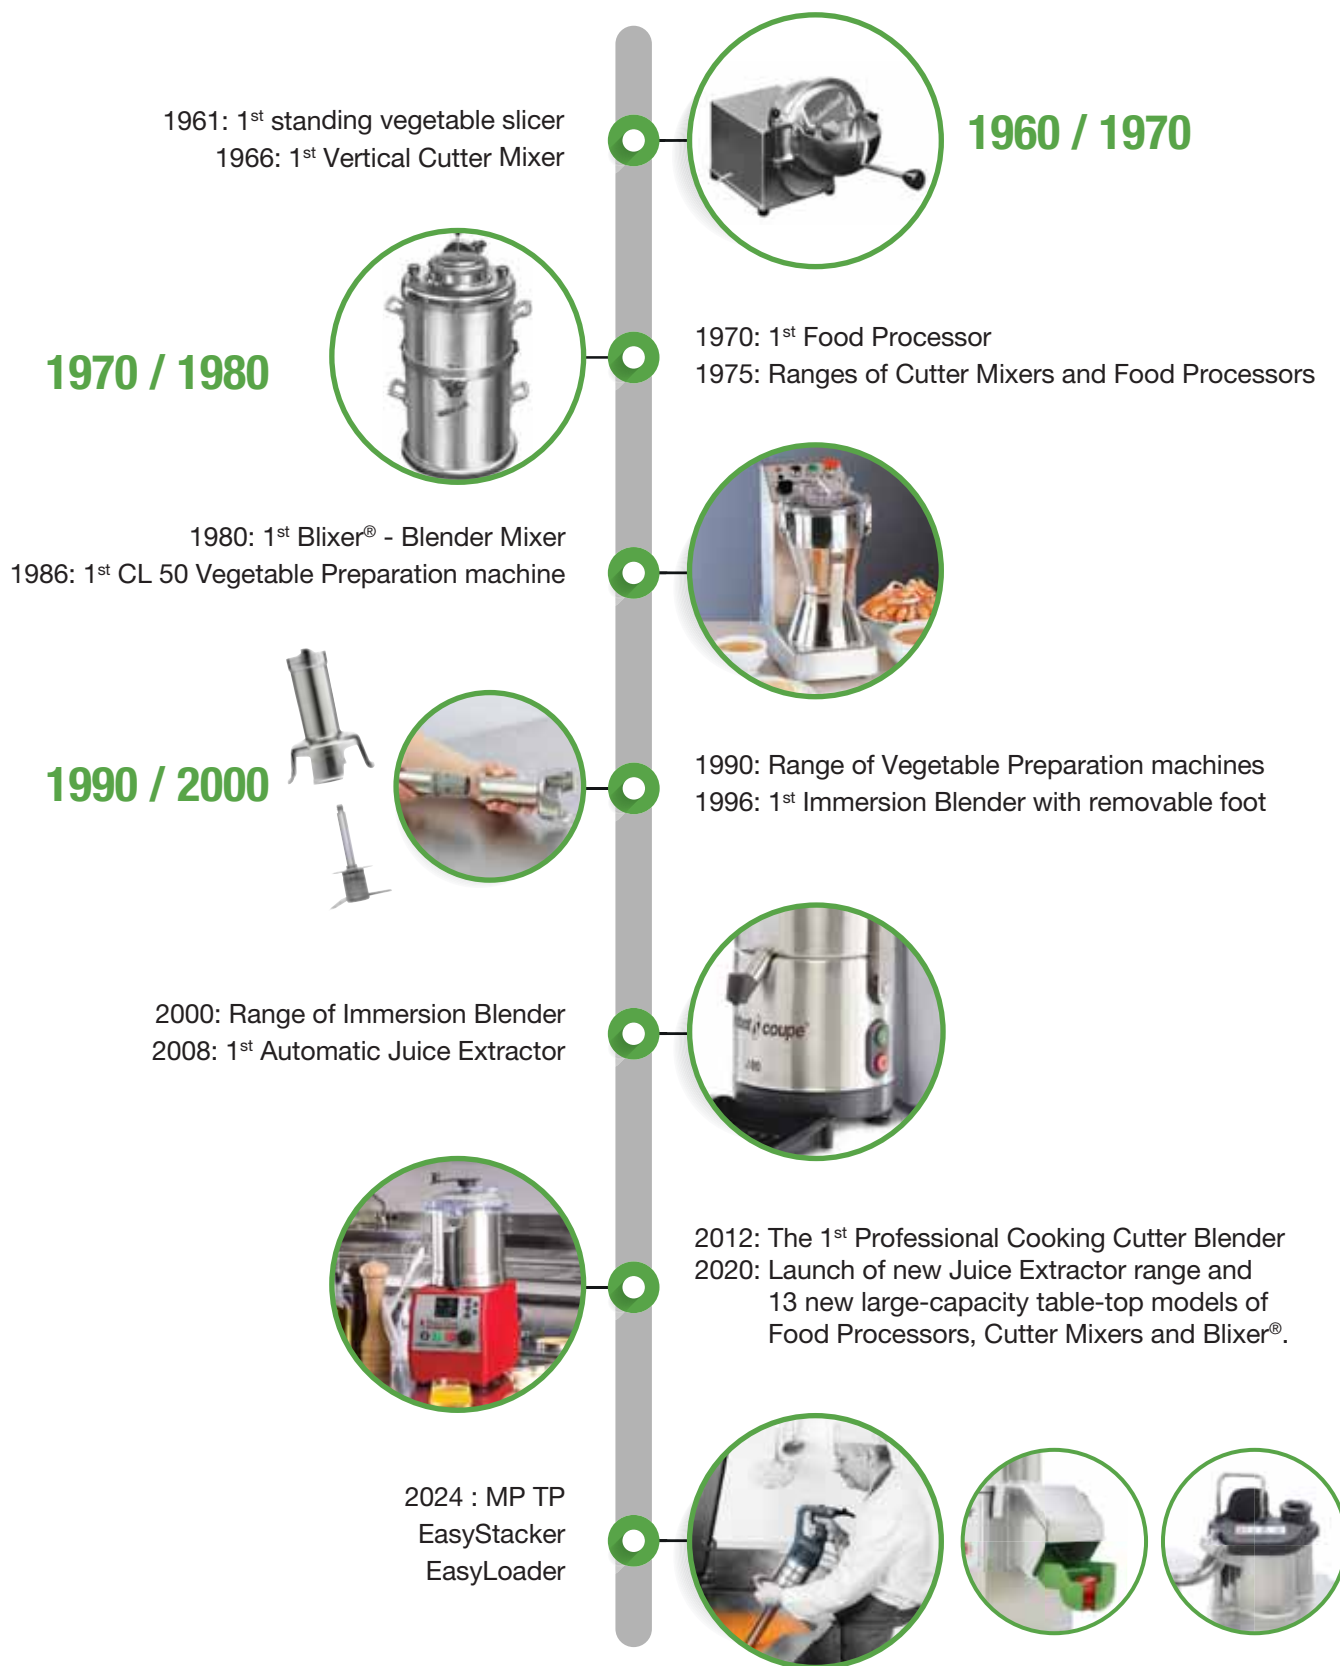 1961: 1st standing vegetable slicer
1966: 1st Vertical Cutter Mixer
1960 / 1970
1970 / 1980
1970: 1st Food Processor
1975: Ranges of Cutter Mixers and Food Processors
1980: 1st Blixer® - Blender Mixer
1986: 1st CL 50 Vegetable Preparation machine
1990 / 2000
1990: Range of Vegetable Preparation machines
1996: 1st Immersion Blender with removable foot
2000: Range of Immersion Blender
2008: 1st Automatic Juice Extractor
coupe®
2012: The 1st Professional Cooking Cutter Blender
2020: Launch of new Juice Extractor range and
13 new large-capacity table-top models of
Food Processors, Cutter Mixers and Blixer®.
2024 : MP TP
EasyStacker
EasyLoader